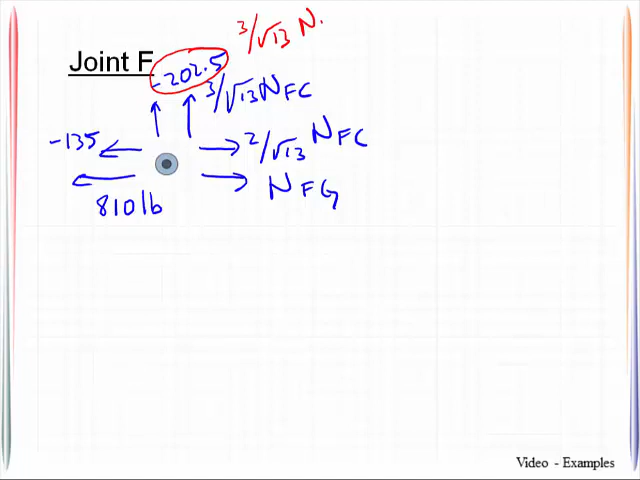 3/√13 N.
Joint F
-202.5
3/√13 NFC
-135
2/√13 NFC
810 lb
NFG
Video - Examples